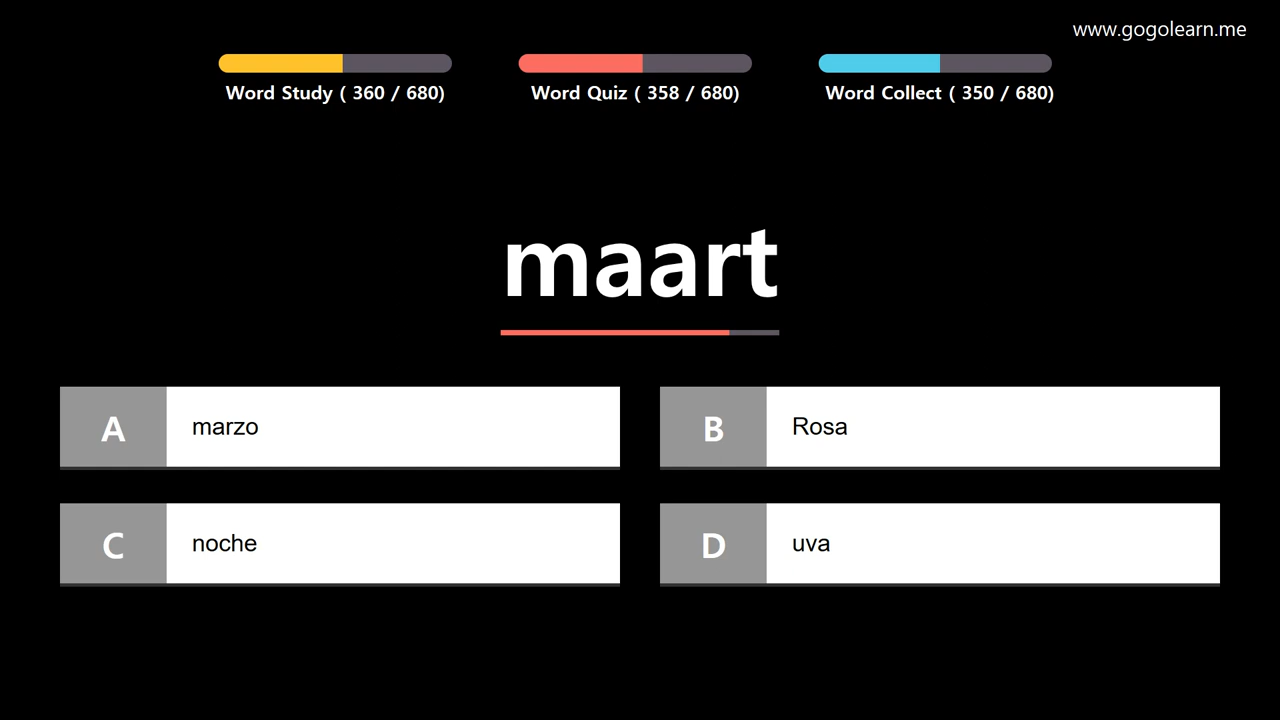 www.gogolearn.me
Word Study ( 360 / 680)
Word Quiz ( 358 / 680)
Word Collect ( 350 / 680)
maart
A marzo
B Rosa
C noche
D uva